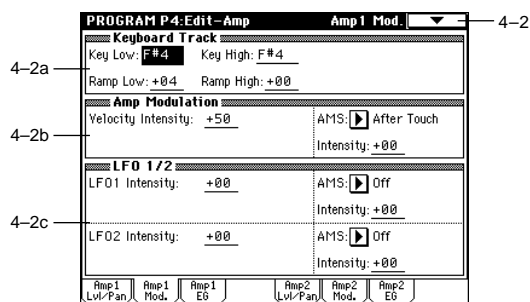 PROGRAM P4:Edit-Amp Amp1 Mod. 4–2
Keyboard Track
Key Low: F#4 Key High: F#4
4–2a
Ramp Low: +04 Ramp High: +00
Amp Modulation
Velocity Intensity: +50 AMS: After Touch
4–2b
Intensity: +00
LFO 1/2
LFO1 Intensity: +00 AMS: Off
Intensity: +00
4–2c
LFO2 Intensity: +00 AMS: Off
Intensity: +00
Amp1 Lvl/Pan Amp1 Mod. Amp1 EG Amp2 Lvl/Pan Amp2 Mod. Amp2 EG